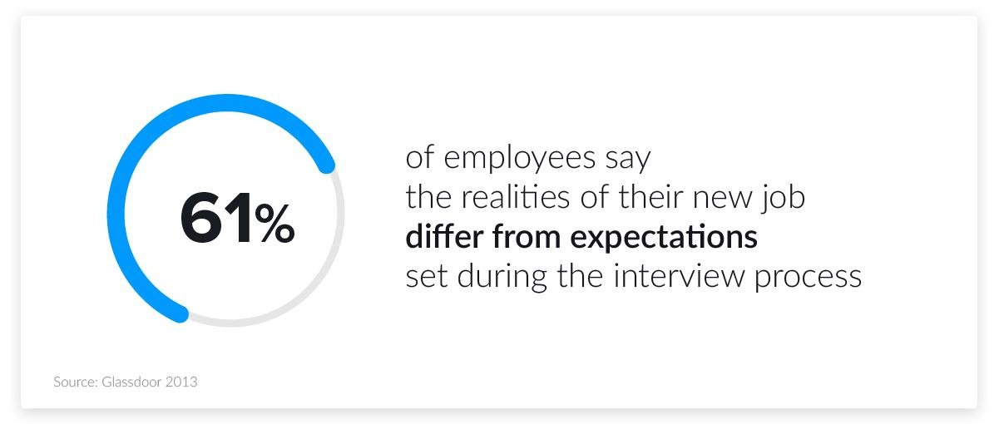 61%
of employees say
the realities of their new job
differ from expectations
set during the interview process
Source: Glassdoor 2013